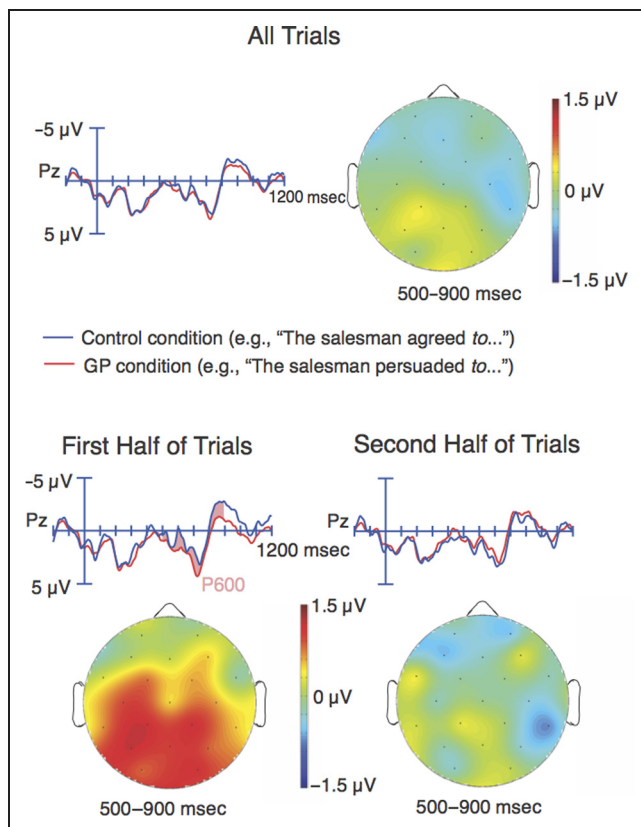 All Trials
-5 µV
Pz
5 µV
1200 msec
1.5 µV
0 µV
−1.5 µV
500–900 msec
Control condition (e.g., “The salesman agreed to...”)
GP condition (e.g., “The salesman persuaded to...”)
First Half of Trials
Second Half of Trials
-5 µV
Pz
5 µV
1200 msec
P600
Pz
1.5 µV
0 µV
−1.5 µV
500–900 msec
500–900 msec